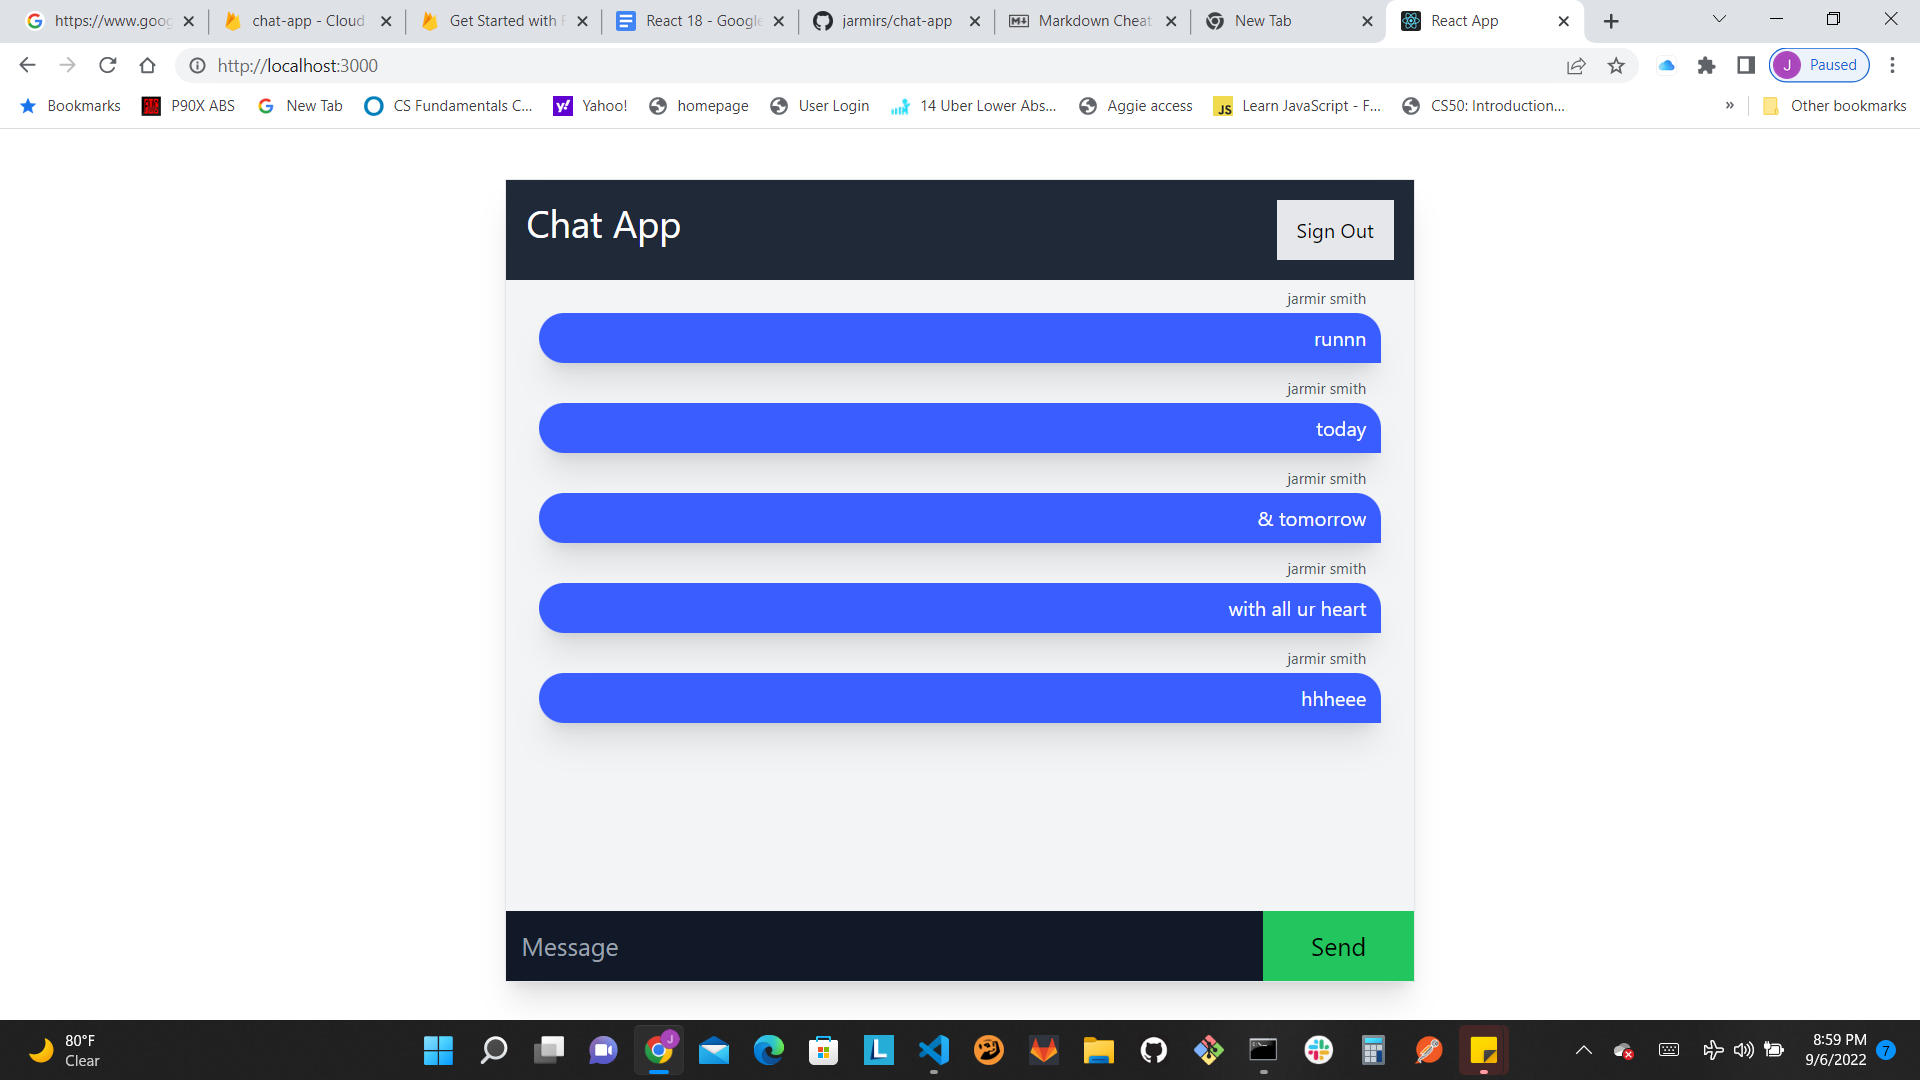 https://www.goog
chat-app - Cloud
Get Started with F
React 18 - Google
jarmirs/chat-app
Markdown Cheat
New Tab
React App
http://localhost:3000
J
Paused
Bookmarks
P90X ABS
New Tab
CS Fundamentals C...
Yahoo!
homepage
User Login
14 Uber Lower Abs...
Aggie access
JS
Learn JavaScript - F...
CS50: Introduction...
»
Other bookmarks
Chat App
Sign Out
jarmir smith
runnn
jarmir smith
today
jarmir smith
& tomorrow
jarmir smith
with all ur heart
jarmir smith
hhheee
Message
Send
80°F
Clear
J
L
8:59 PM
9/6/2022
7